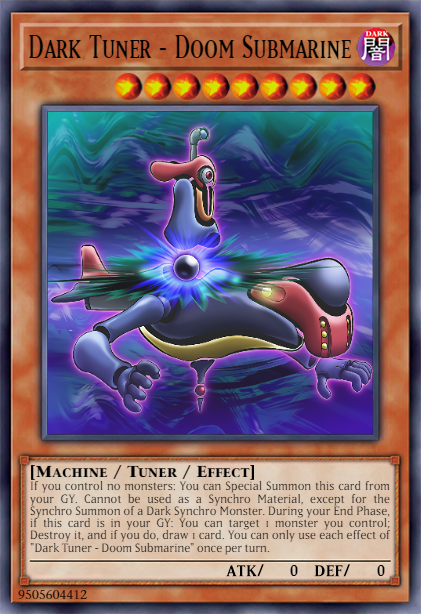 Dark Tuner - Doom Submarine
DARK
闇
[Machine / Tuner / Effect]
If you control no monsters: You can Special Summon this card from
your GY. Cannot be used as a Synchro Material, except for the
Synchro Summon of a Dark Synchro Monster. During your End Phase,
if this card is in your GY: You can target 1 monster you control;
Destroy it, and if you do, draw 1 card. You can only use each effect of
"Dark Tuner - Doom Submarine" once per turn.
ATK/ 0 DEF/ 0
9505604412